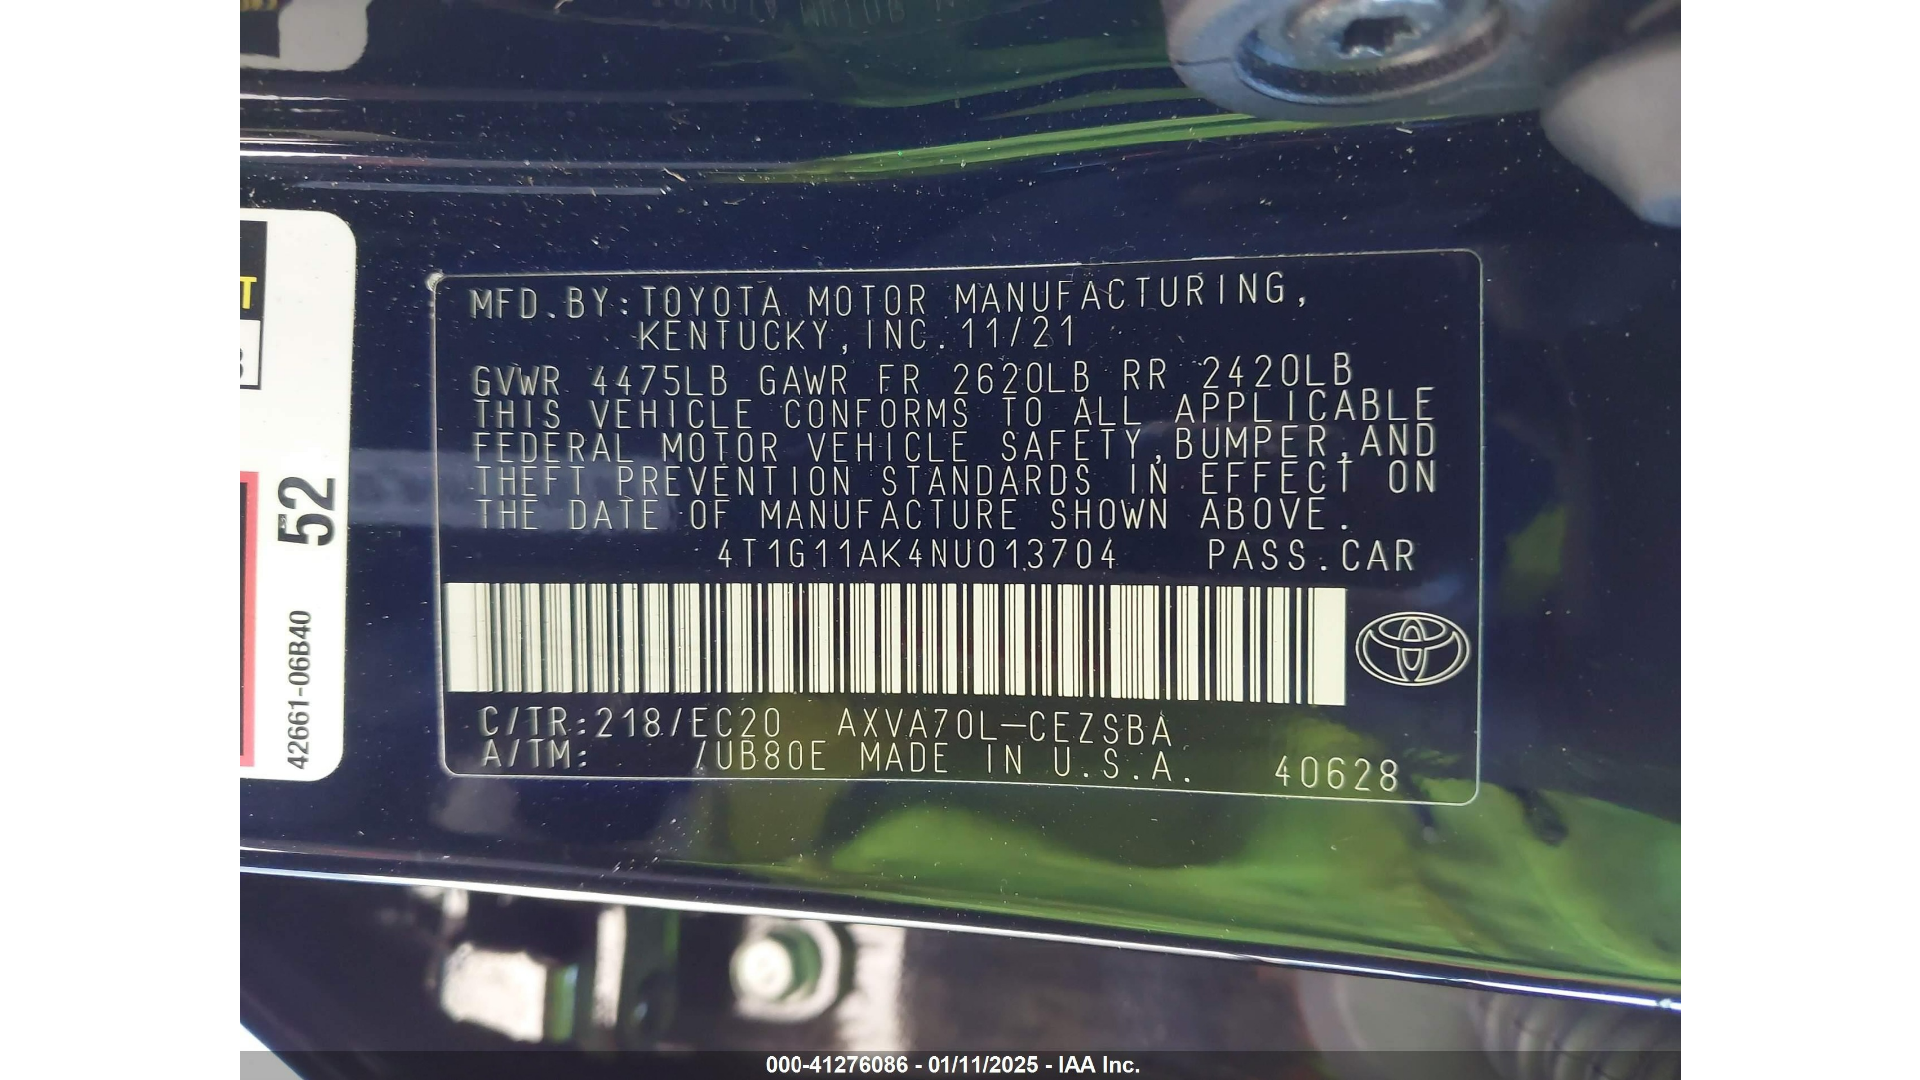 MFD.BY:TOYOTA MOTOR MANUFACTURING,
KENTUCKY,INC.11/21
GVWR 4475LB GAWR FR 2620LB RR 2420LB
THIS VEHICLE CONFORMS TO ALL APPLICABLE
FEDERAL MOTOR VEHICLE SAFETY,BUMPER,AND
THEFT PREVENTION STANDARDS IN EFFECT ON
THE DATE OF MANUFACTURE SHOWN ABOVE.
4T1G11AK4NU013704 PASS.CAR
C/TR:218/EC20 AXVA70L-CEZSBA
A/TM: /UB80E MADE IN U.S.A. 40628
52
42661-06B40
000-41276086 - 01/11/2025 - IAA Inc.